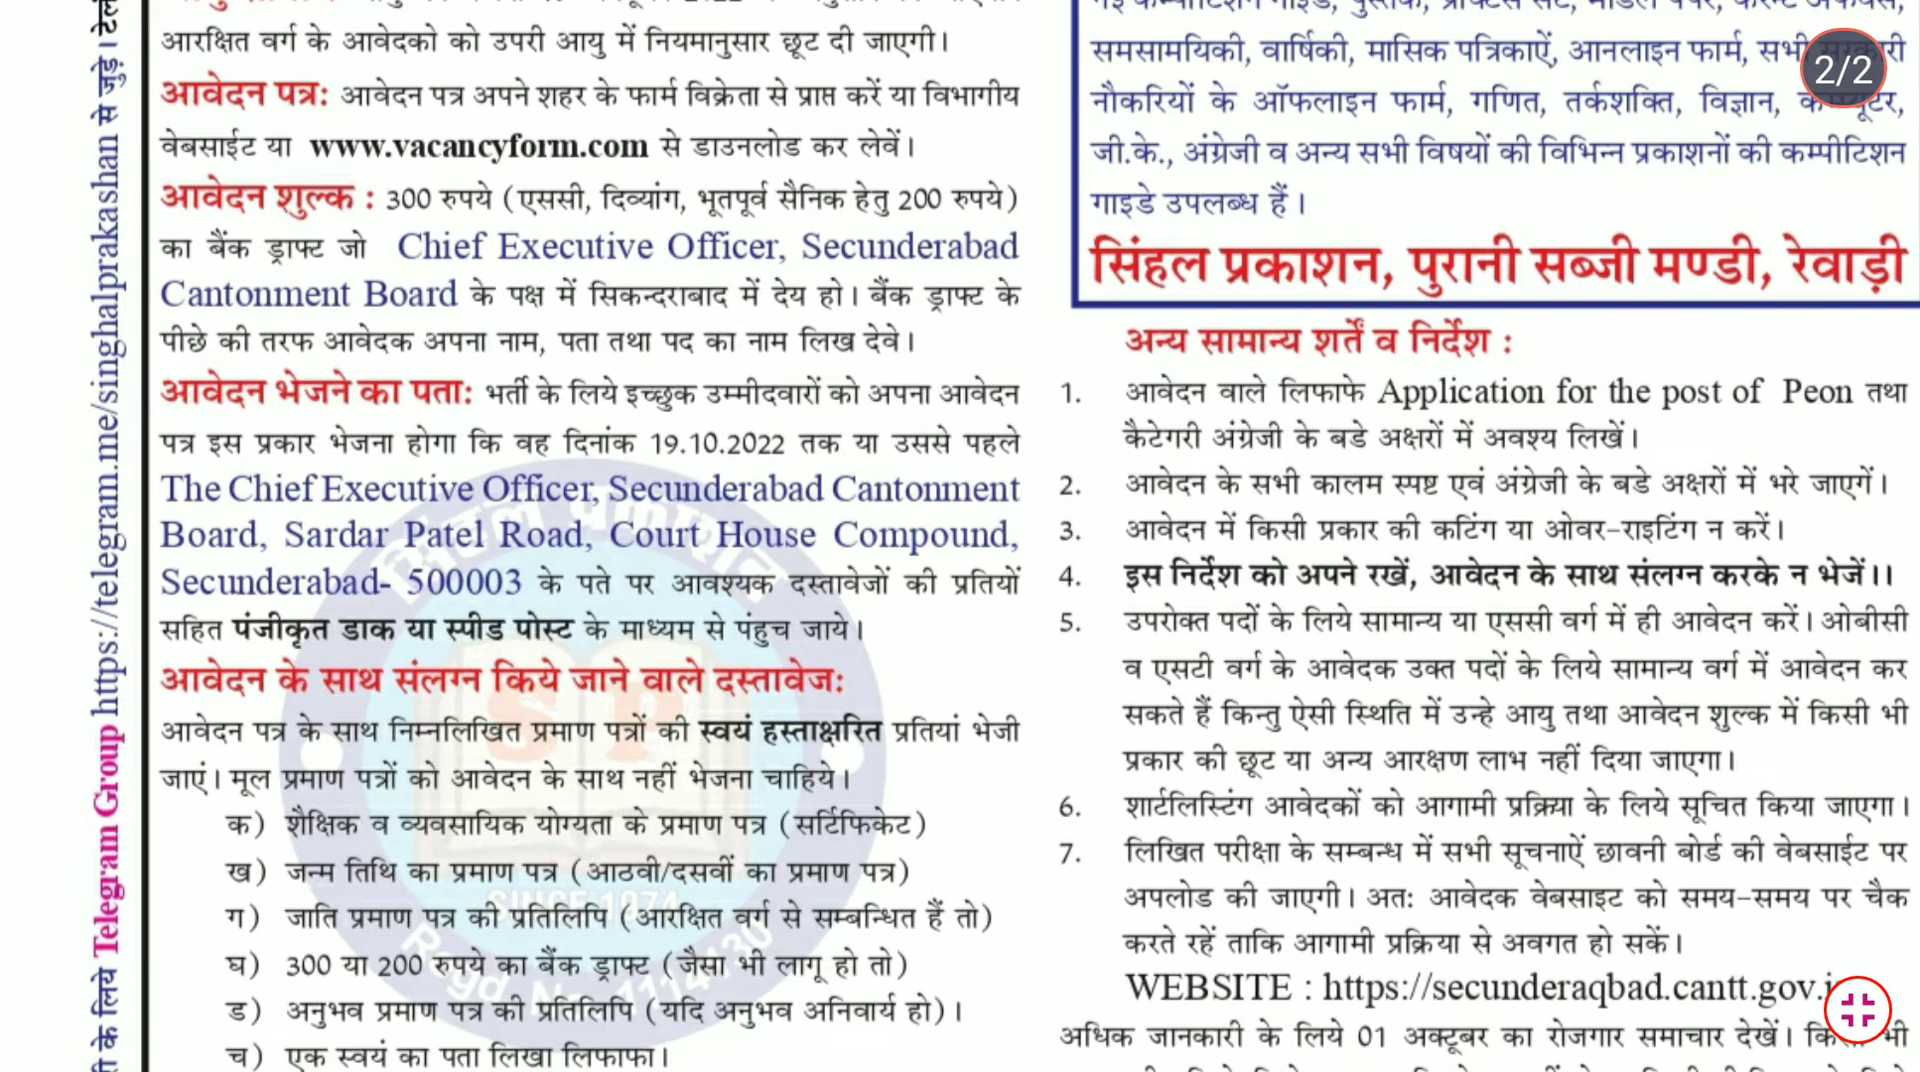 आरक्षित वर्ग के आवेदको को उपरी आयु में नियमानुसार छूट दी जाएगी।
आवेदन पत्र: आवेदन पत्र अपने शहर के फार्म विक्रेता से प्राप्त करें या विभागीय
वेबसाईट या www.vacancyform.com से डाउनलोड कर लेवें।
आवेदन शुल्क : 300 रुपये (एससी, दिव्यांग, भूतपूर्व सैनिक हेतु 200 रुपये)
का बैंक ड्राफ्ट जो Chief Executive Officer, Secunderabad
Cantonment Board के पक्ष में सिकन्दराबाद में देय हो। बैंक ड्राफ्ट के
पीछे की तरफ आवेदक अपना नाम, पता तथा पद का नाम लिख देवे।
आवेदन भेजने का पता: भर्ती के लिये इच्छुक उम्मीदवारों को अपना आवेदन
पत्र इस प्रकार भेजना होगा कि वह दिनांक 19.10.2022 तक या उससे पहले
The Chief Executive Officer, Secunderabad Cantonment
Board, Sardar Patel Road, Court House Compound,
Secunderabad- 500003 के पते पर आवश्यक दस्तावेजों की प्रतियों
सहित पंजीकृत डाक या स्पीड पोस्ट के माध्यम से पंहुच जाये।
आवेदन के साथ संलग्न किये जाने वाले दस्तावेज:
आवेदन पत्र के साथ निम्नलिखित प्रमाण पत्रों की स्वयं हस्ताक्षरित प्रतियां भेजी
जाएं। मूल प्रमाण पत्रों को आवेदन के साथ नहीं भेजना चाहिये।
क) शैक्षिक व व्यवसायिक योग्यता के प्रमाण पत्र (सर्टिफिकेट)
ख) जन्म तिथि का प्रमाण पत्र (आठवी/दसवीं का प्रमाण पत्र)
ग) जाति प्रमाण पत्र की प्रतिलिपि (आरक्षित वर्ग से सम्बन्धित हैं तो)
घ) 300 या 200 रुपये का बैंक ड्राफ्ट (जैसा भी लागू हो तो)
ड) अनुभव प्रमाण पत्र की प्रतिलिपि (यदि अनुभव अनिवार्य हो)।
च) एक स्वयं का पता लिखा लिफाफा।
समसामयिकी, वार्षिकी, मासिक पत्रिकाऐं, आनलाइन फार्म, सभी सरकारी
नौकरियों के ऑफलाइन फार्म, गणित, तर्कशक्ति, विज्ञान, कम्प्यूटर,
जी.के., अंग्रेजी व अन्य सभी विषयों की विभिन्न प्रकाशनों की कम्पीटिशन
गाइडे उपलब्ध हैं।
सिंहल प्रकाशन, पुरानी सब्जी मण्डी, रेवाड़ी
अन्य सामान्य शर्तें व निर्देश :
1. आवेदन वाले लिफाफे Application for the post of Peon तथा
कैटेगरी अंग्रेजी के बडे अक्षरों में अवश्य लिखें।
2. आवेदन के सभी कालम स्पष्ट एवं अंग्रेजी के बडे अक्षरों में भरे जाएगें।
3. आवेदन में किसी प्रकार की कटिंग या ओवर-राइटिंग न करें।
4. इस निर्देश को अपने रखें, आवेदन के साथ संलग्न करके न भेजें।।
5. उपरोक्त पदों के लिये सामान्य या एससी वर्ग में ही आवेदन करें। ओबीसी
व एसटी वर्ग के आवेदक उक्त पदों के लिये सामान्य वर्ग में आवेदन कर
सकते हैं किन्तु ऐसी स्थिति में उन्हे आयु तथा आवेदन शुल्क में किसी भी
प्रकार की छूट या अन्य आरक्षण लाभ नहीं दिया जाएगा।
6. शार्टलिस्टिंग आवेदकों को आगामी प्रक्रिया के लिये सूचित किया जाएगा।
7. लिखित परीक्षा के सम्बन्ध में सभी सूचनाऐं छावनी बोर्ड की वेबसाईट पर
अपलोड की जाएगी। अतः आवेदक वेबसाइट को समय-समय पर चैक
करते रहें ताकि आगामी प्रक्रिया से अवगत हो सकें।
WEBSITE : https://secunderaqbad.cantt.gov.i
अधिक जानकारी के लिये 01 अक्टूबर का रोजगार समाचार देखें। भी
के लिये Telegram Group https://telegram.me/singhalprakashan से जुड़ें।
2/2
सिंहल प्रकाशन
SP
SINCE 1974
Regd. No. 1114430